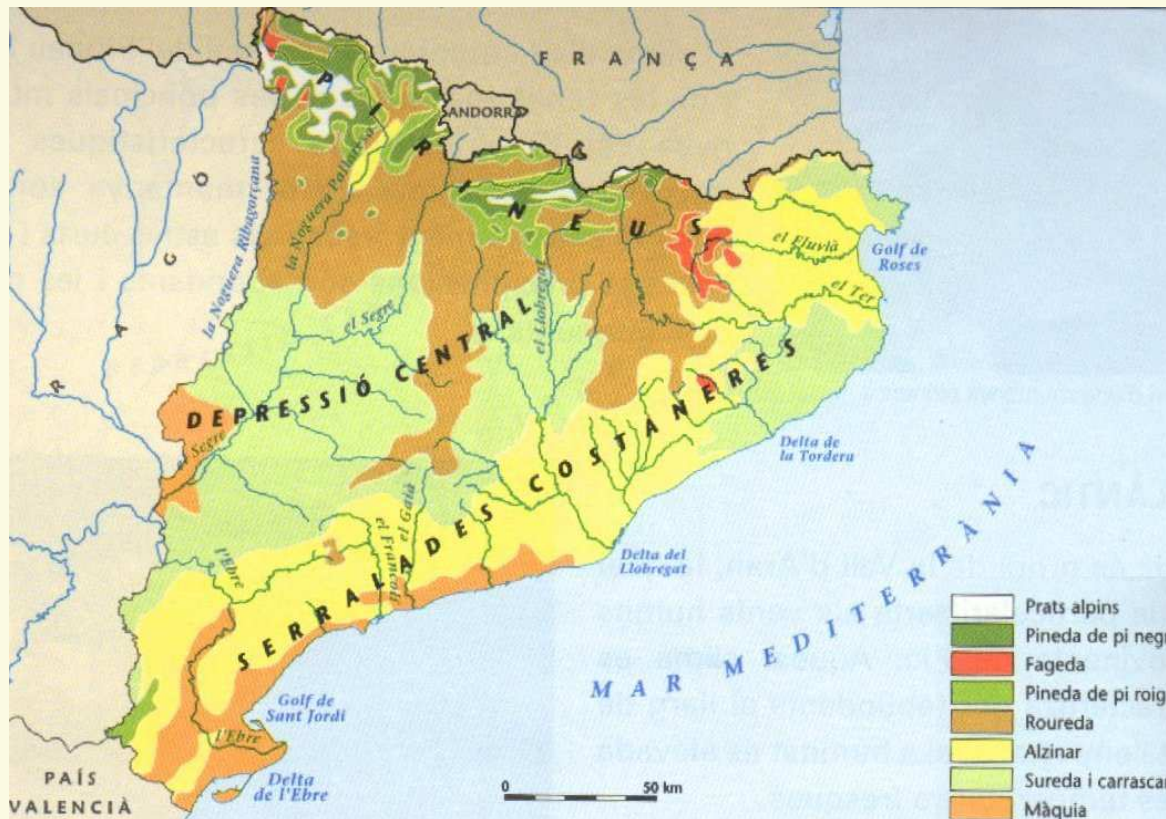 FRANÇA
ANDORRA
PIRINEUS
ARAGÓ
la Noguera Ribagorçana
la Noguera Pallaresa
el Segre
el Llobregat
el Fluvià
el Ter
Golf de
Roses
DEPRESSIÓ CENTRAL
el Segre
SERRALADES COSTANERES
Delta de
la Tordera
Delta del
Llobregat
l'Ebre
el Francolí
el Gaià
MAR MEDITERRÀNIA
Golf de
Sant Jordi
l'Ebre
Delta
de l'Ebre
PAÍS
VALENCIÀ
0 50 km
Prats alpins
Pineda de pi negre
Fageda
Pineda de pi roig
Roureda
Alzinar
Sureda i carrascar
Màquia